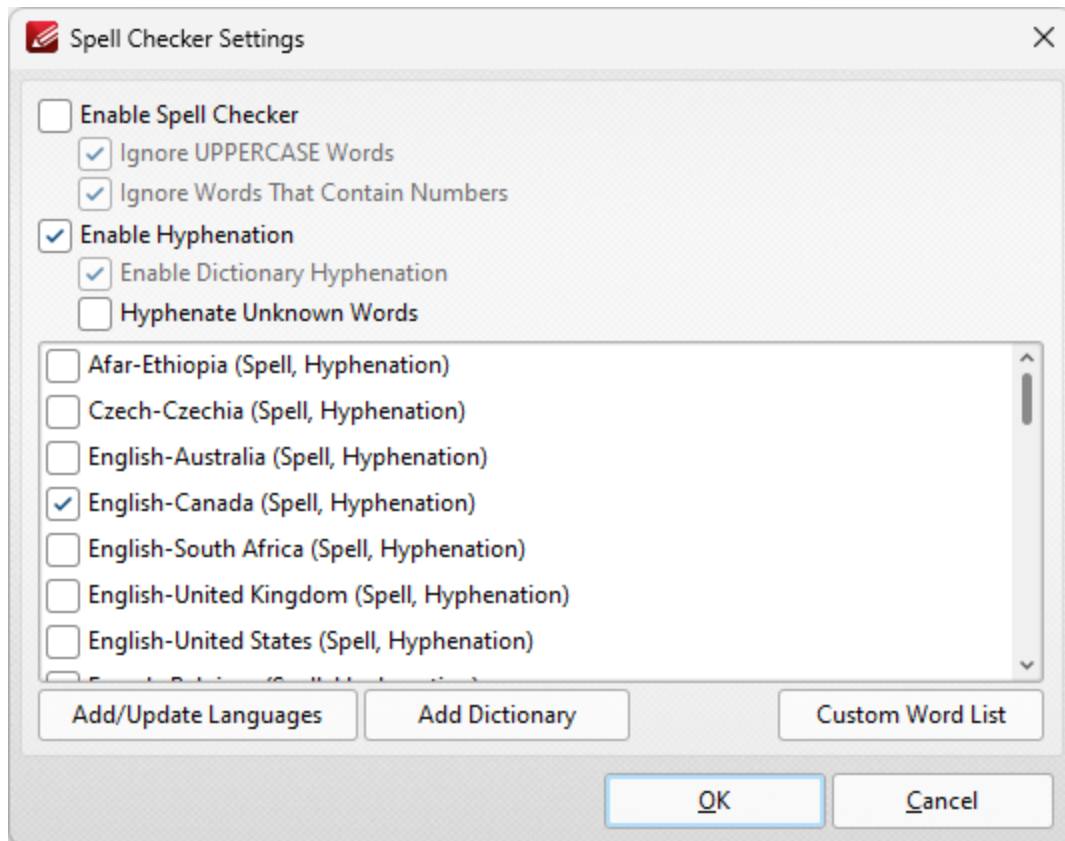 Spell Checker Settings
Enable Spell Checker
Ignore UPPERCASE Words
Ignore Words That Contain Numbers
Enable Hyphenation
Enable Dictionary Hyphenation
Hyphenate Unknown Words
Afar-Ethiopia (Spell, Hyphenation)
Czech-Czechia (Spell, Hyphenation)
English-Australia (Spell, Hyphenation)
English-Canada (Spell, Hyphenation)
English-South Africa (Spell, Hyphenation)
English-United Kingdom (Spell, Hyphenation)
English-United States (Spell, Hyphenation)
Add/Update Languages Add Dictionary Custom Word List
OK Cancel